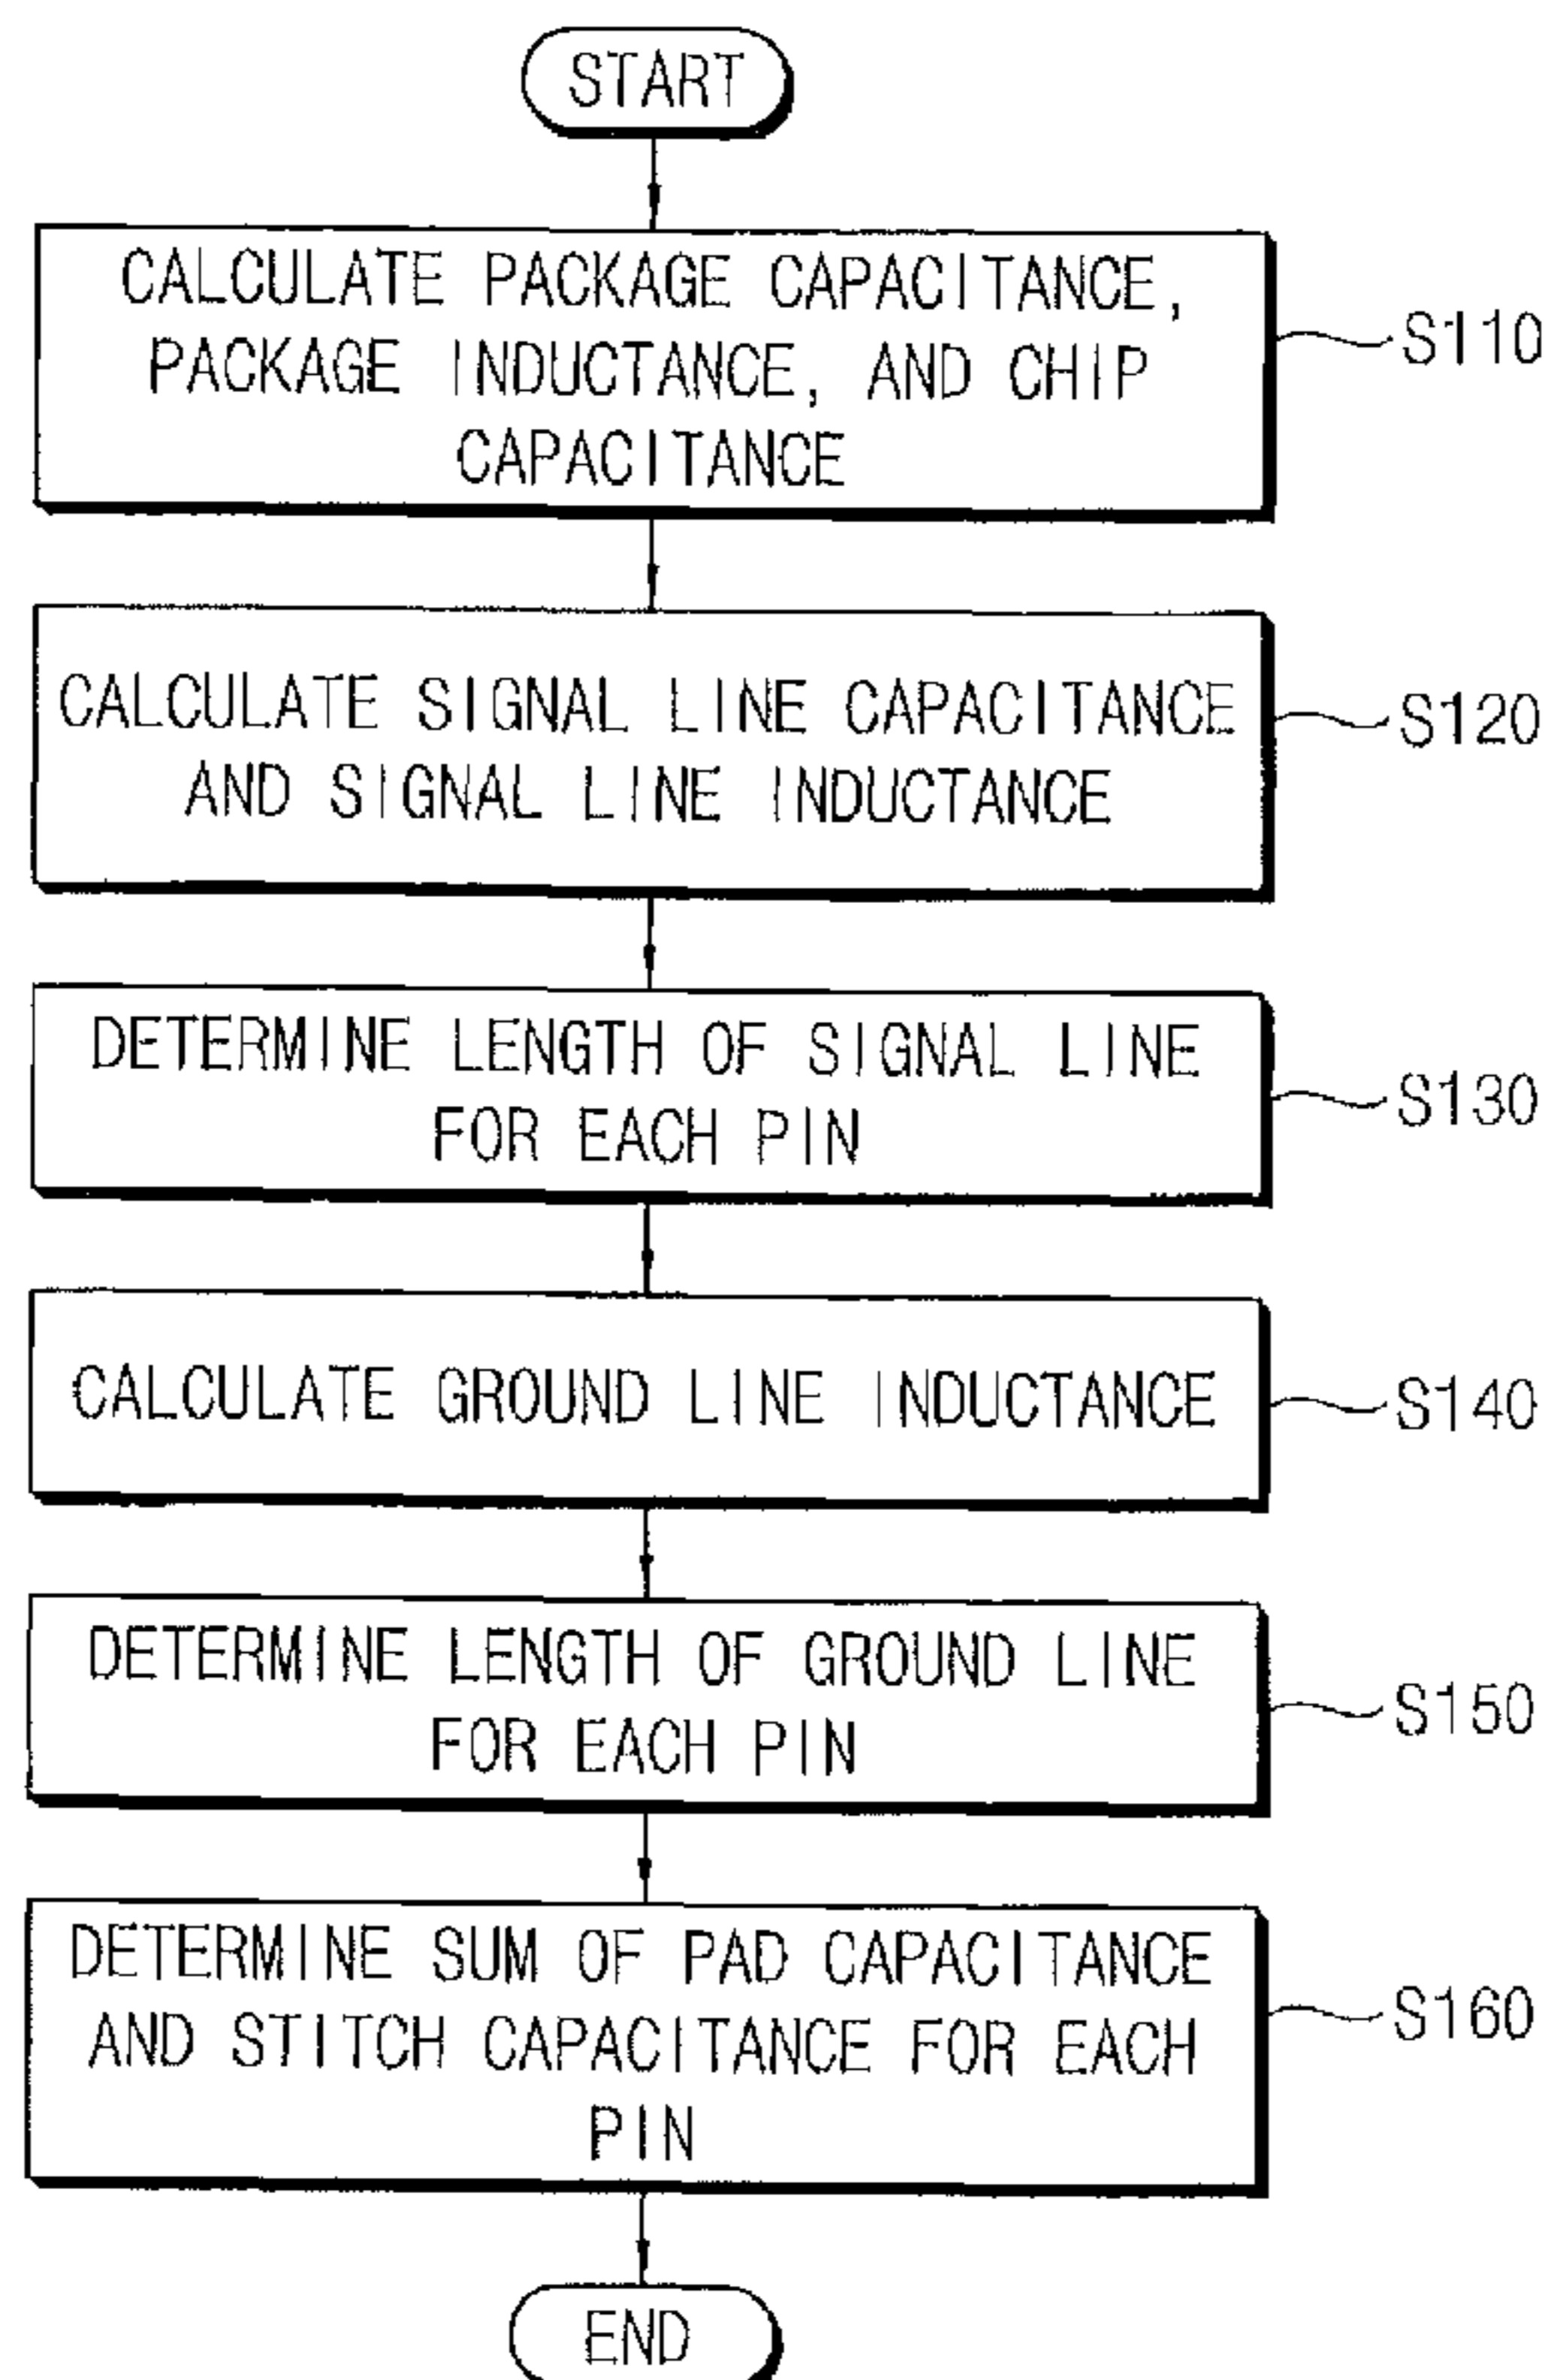 START
CALCULATE PACKAGE CAPACITANCE,
PACKAGE INDUCTANCE, AND CHIP
CAPACITANCE
S110
CALCULATE SIGNAL LINE CAPACITANCE
AND SIGNAL LINE INDUCTANCE
S120
DETERMINE LENGTH OF SIGNAL LINE
FOR EACH PIN
S130
CALCULATE GROUND LINE INDUCTANCE
S140
DETERMINE LENGTH OF GROUND LINE
FOR EACH PIN
S150
DETERMINE SUM OF PAD CAPACITANCE
AND STITCH CAPACITANCE FOR EACH
PIN
S160
END